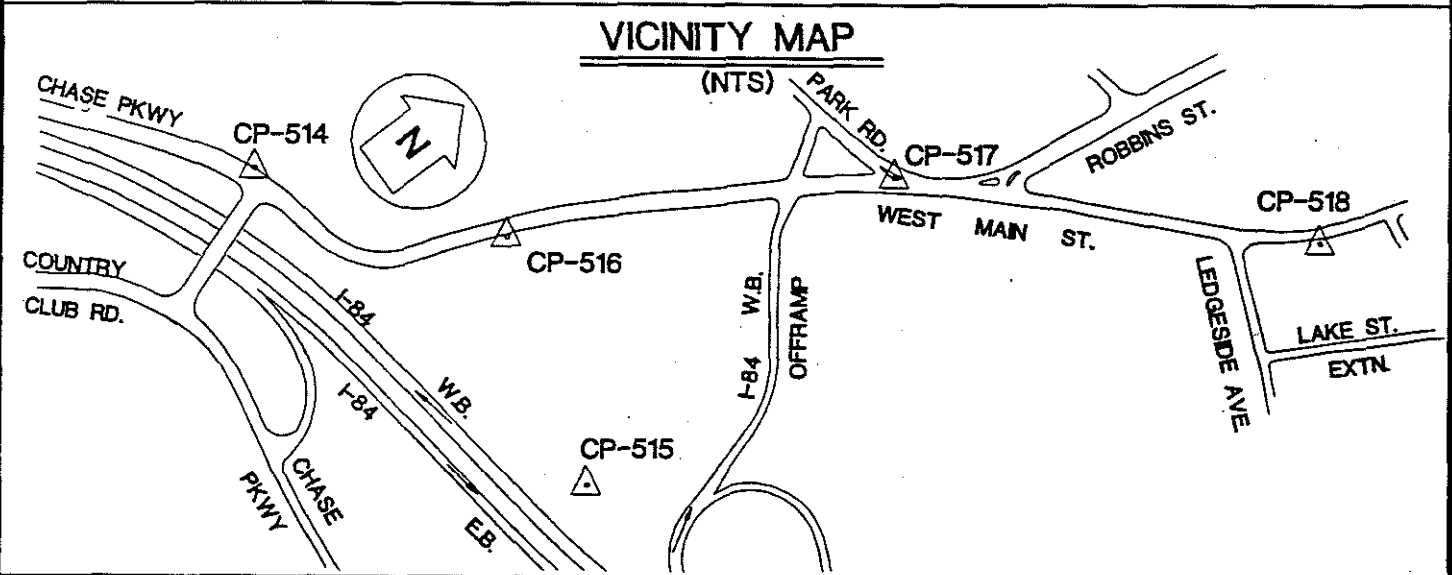 VICINITY MAP
(NTS)
CHASE PKWY
CP-514
N
PARK RD.
CP-517
ROBBINS ST.
CP-518
WEST MAIN ST.
CP-516
COUNTRY
CLUB RD.
I-84
W.B.
I-84
E.B.
CP-515
I-84 W.B.
OFFRAMP
LEDGESIDE AVE
LAKE ST.
EXTN.
CHASE
PKWY